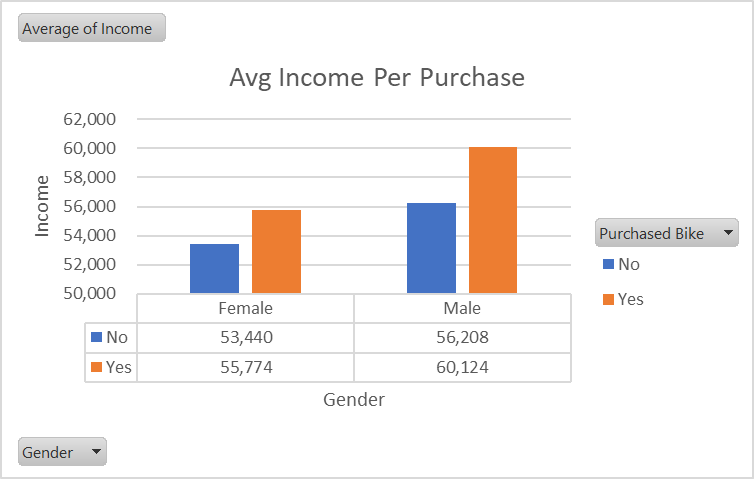 Average of Income
Avg Income Per Purchase
Income
62,000
60,000
58,000
56,000
54,000
52,000
50,000
Female Male
No 53,440 56,208
Yes 55,774 60,124
Gender
Purchased Bike
No
Yes
Gender